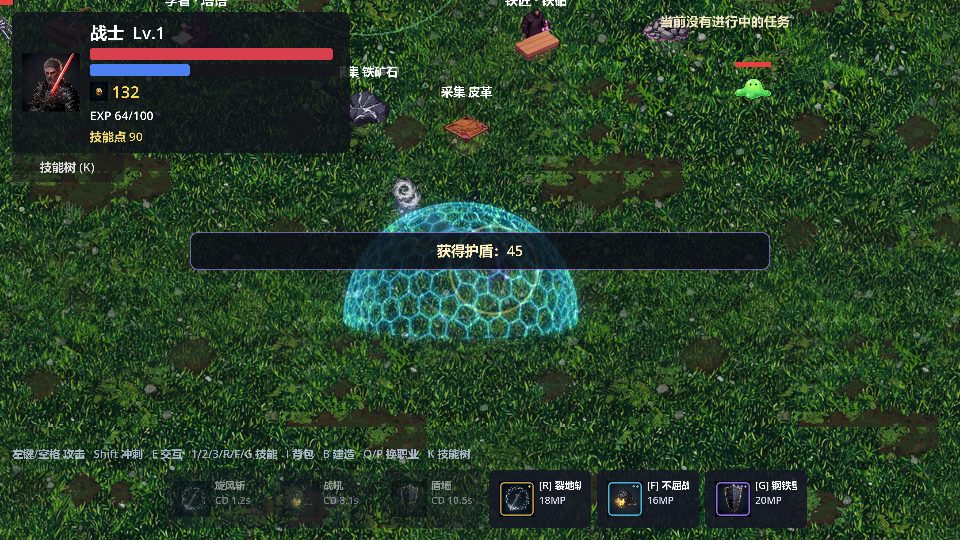 战士 Lv.1
当前没有进行中的任务
集 铁矿石
采集 皮革
132
EXP 64/100
技能点 90
技能树 (K)
获得护盾：45
左键/空格 攻击 Shift 冲刺 E 交互 1/2/3/R/F/G 技能 I 背包 B 建造 Q/P 换职业 K 技能树
旋风斩
CD 1.2s
战吼
CD 8.1s
盾墙
CD 10.5s
[R] 裂地
18MP
[F] 不屈战
16MP
[G] 钢铁
20MP